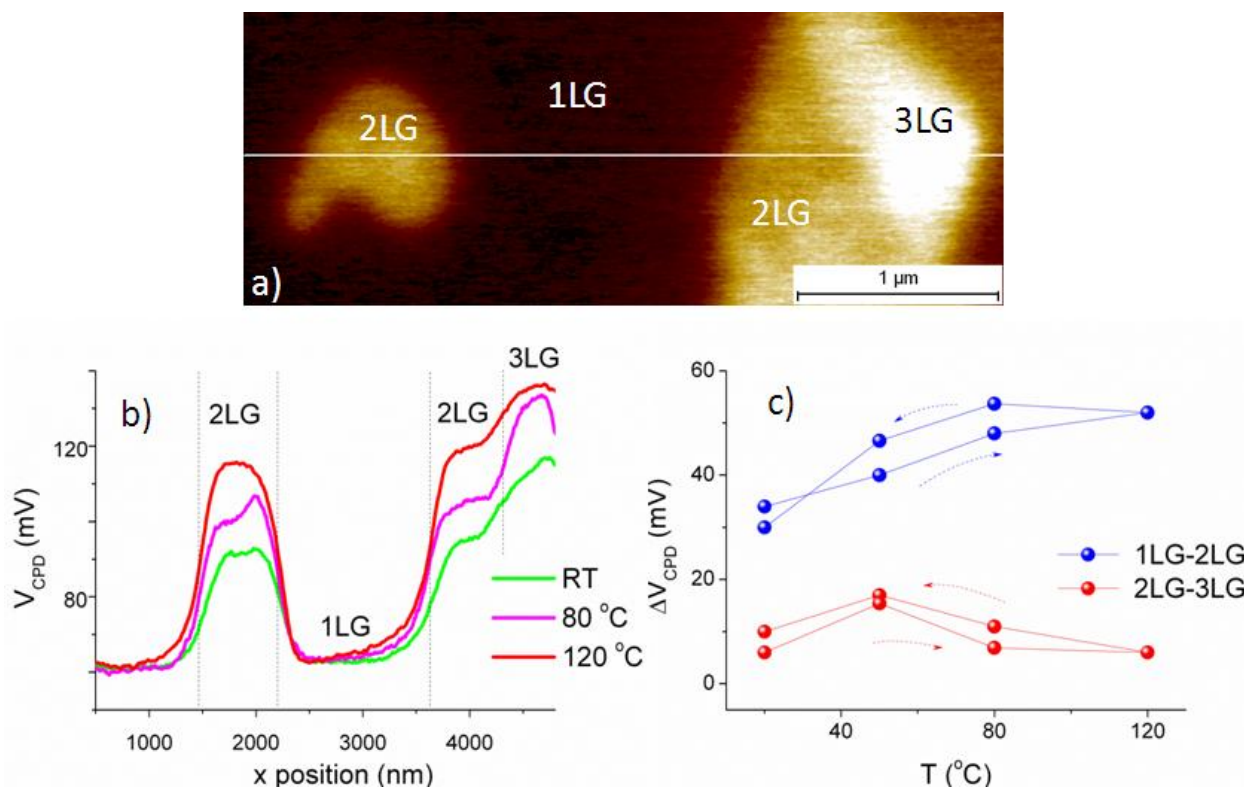 1LG
2LG
3LG
2LG
a)
1 µm
b)
2LG
2LG
3LG
1LG
120
80
V_CPD (mV)
1000
2000
3000
4000
x position (nm)
RT
80 °C
120 °C
c)
60
40
20
0
ΔV_CPD (mV)
40
80
120
T (°C)
1LG-2LG
2LG-3LG